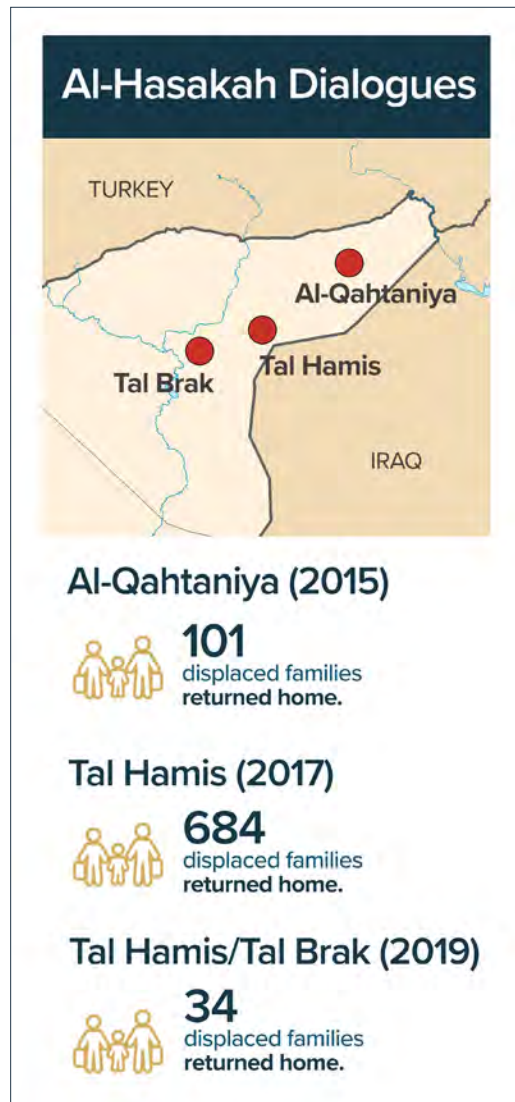 Al-Hasakah Dialogues
TURKEY
Al-Qahtaniya
Tal Hamis
Tal Brak
IRAQ
Al-Qahtaniya (2015)
101
displaced families
returned home.
Tal Hamis (2017)
684
displaced families
returned home.
Tal Hamis/Tal Brak (2019)
34
displaced families
returned home.